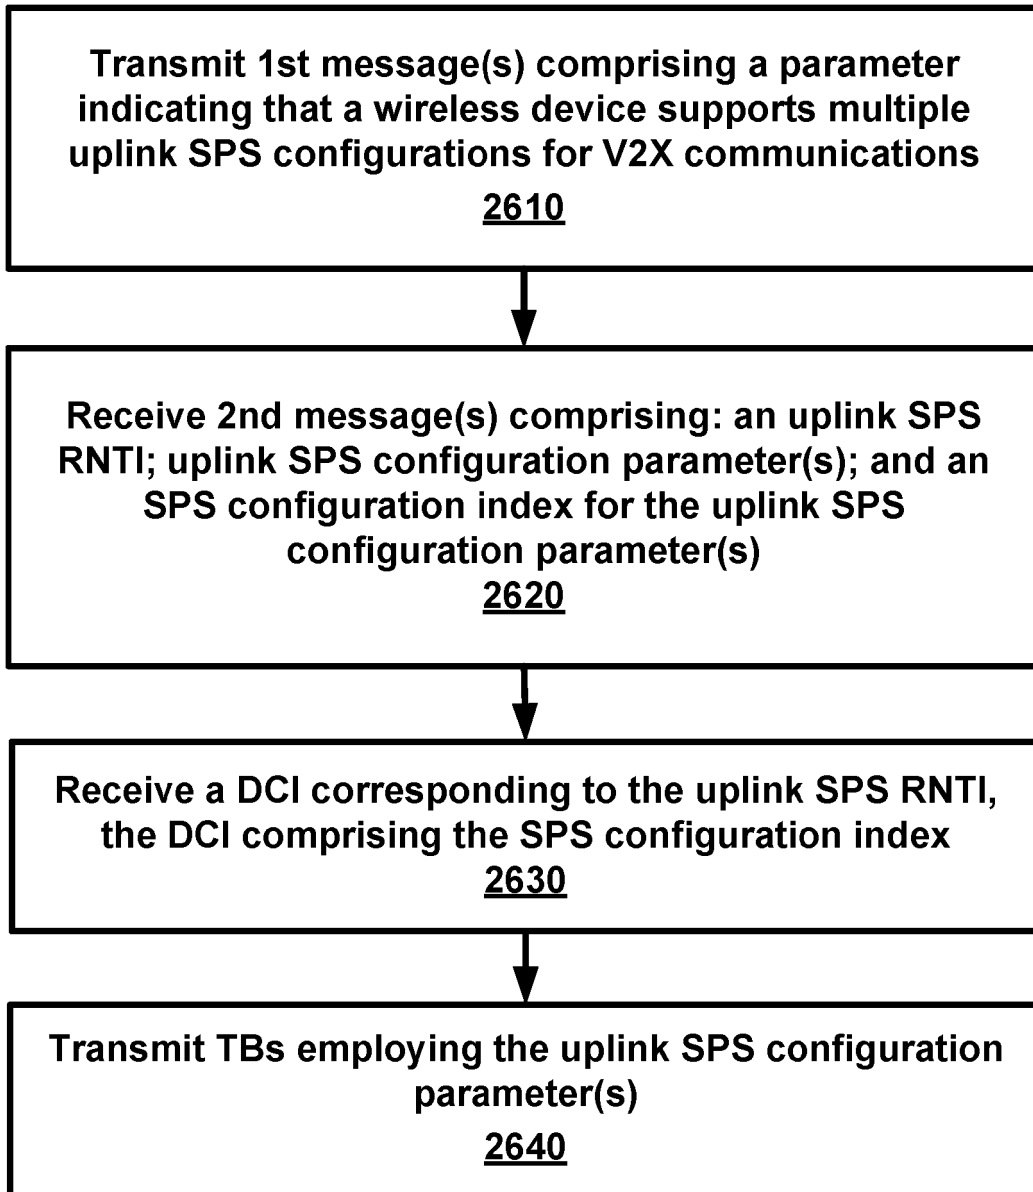 Transmit 1st message(s) comprising a parameter
indicating that a wireless device supports multiple
uplink SPS configurations for V2X communications
2610
Receive 2nd message(s) comprising: an uplink SPS
RNTI; uplink SPS configuration parameter(s); and an
SPS configuration index for the uplink SPS
configuration parameter(s)
2620
Receive a DCI corresponding to the uplink SPS RNTI,
the DCI comprising the SPS configuration index
2630
Transmit TBs employing the uplink SPS configuration
parameter(s)
2640